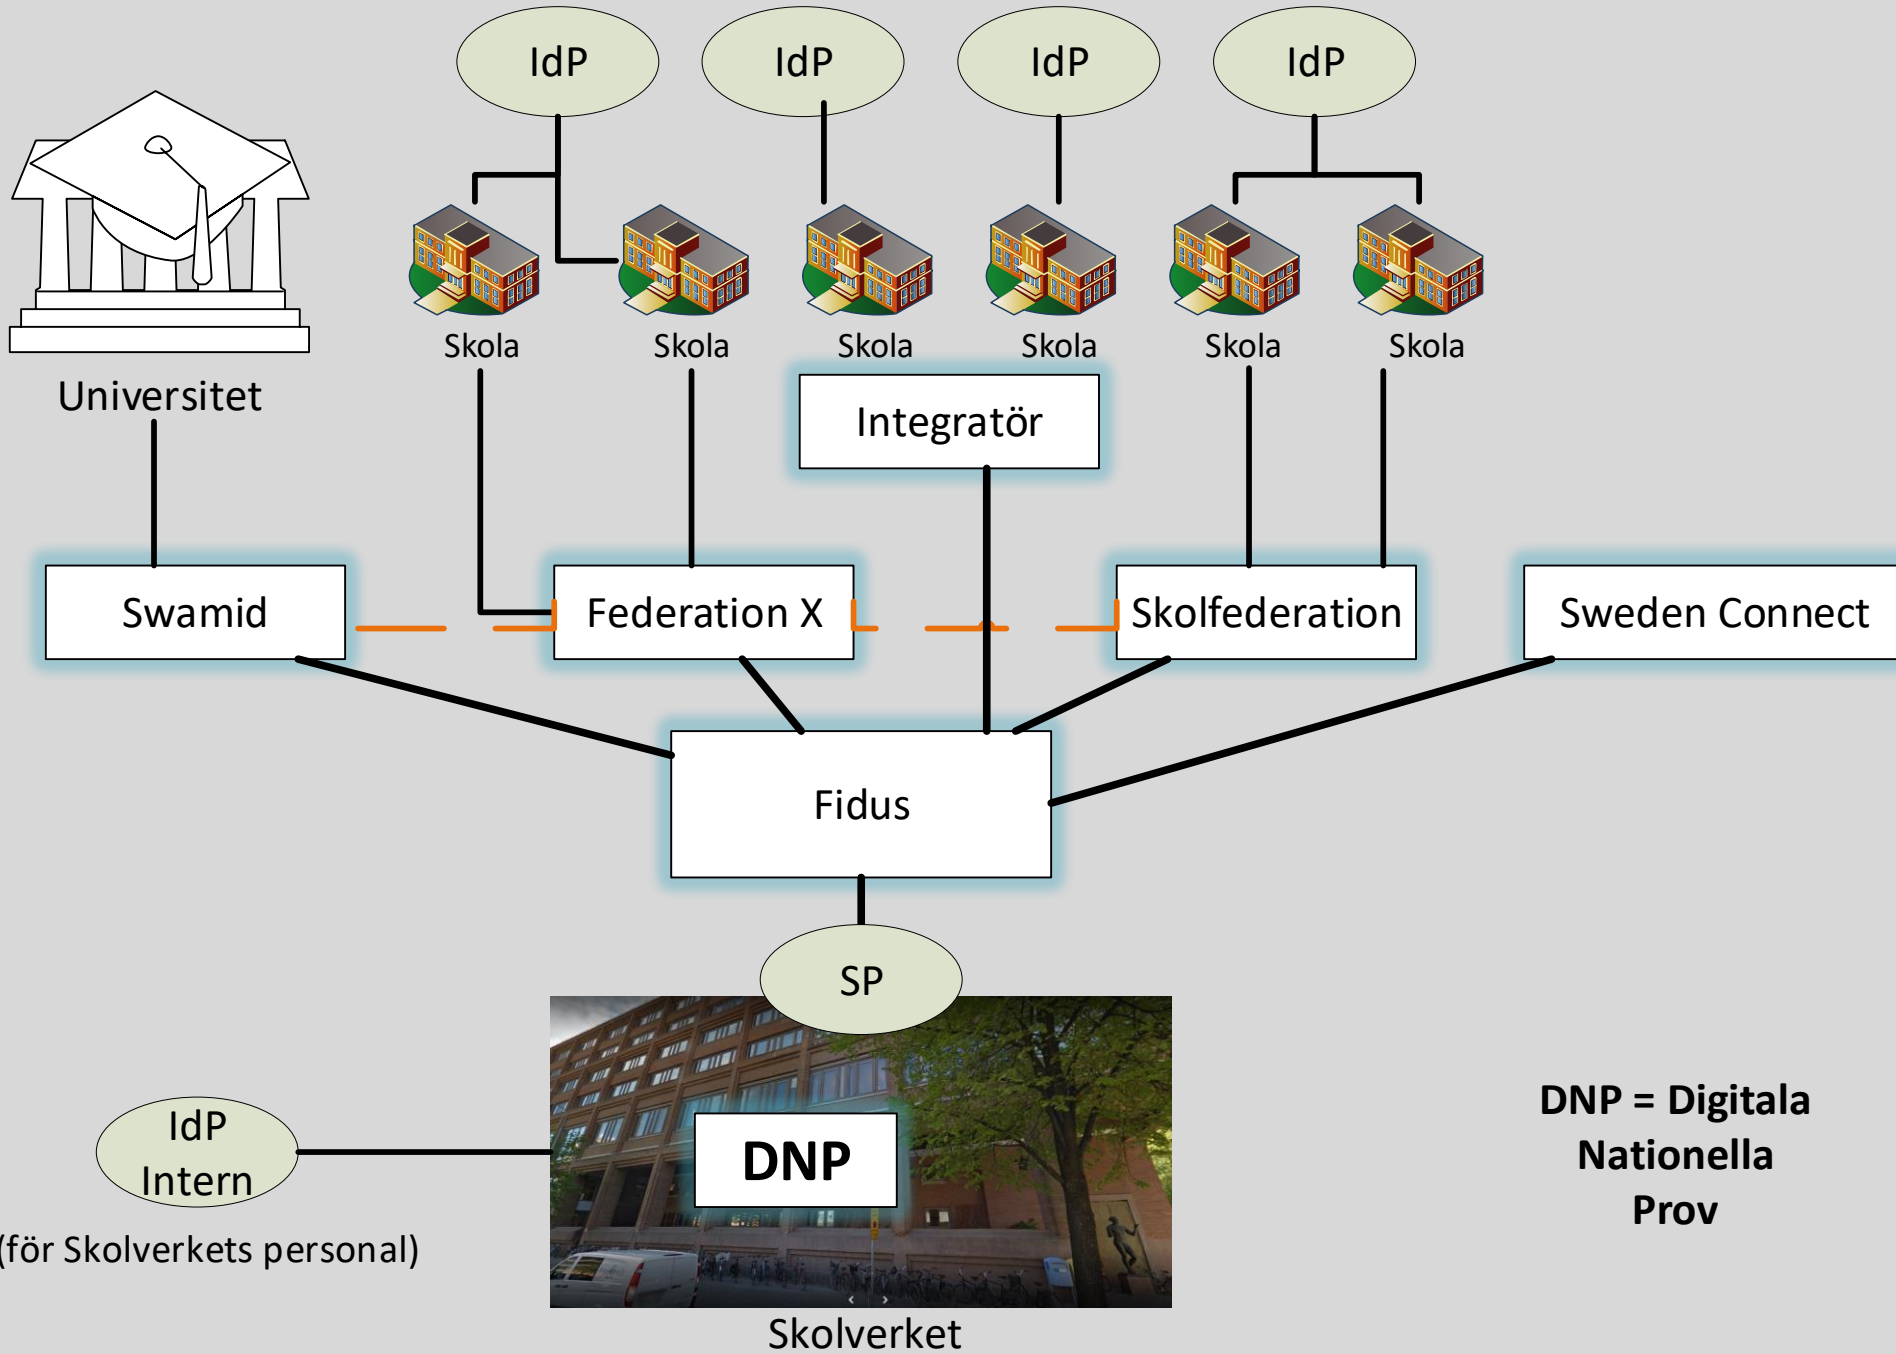 IdP
IdP
IdP
IdP
Skola
Skola
Skola
Skola
Skola
Skola
Universitet
Integratör
Swamid
Federation X
Skolfederation
Sweden Connect
Fidus
SP
IdP
Intern
(för Skolverkets personal)
DNP
Skolverket
DNP = Digitala
Nationella
Prov